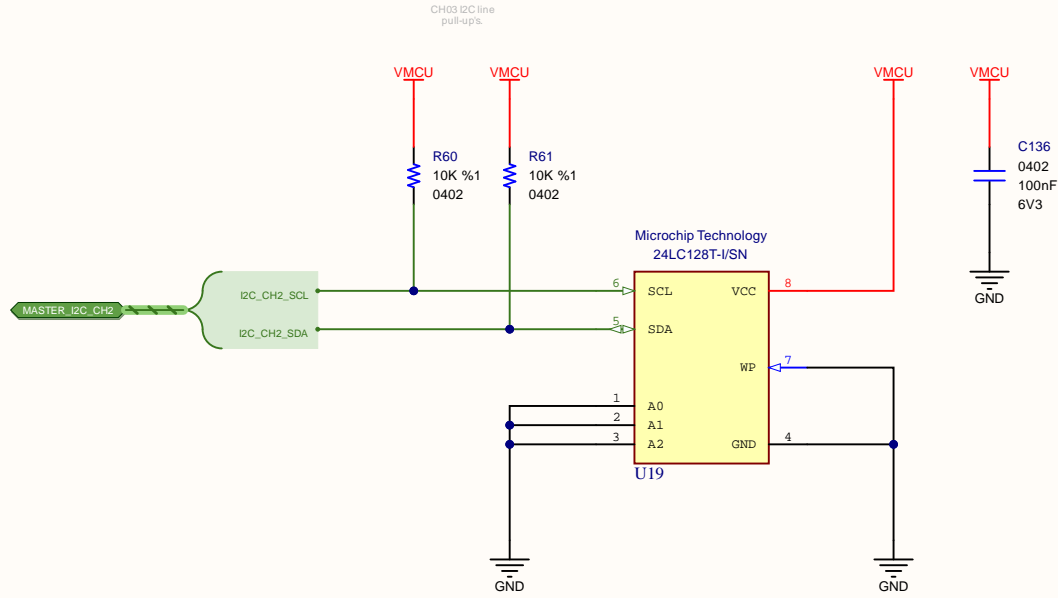 CH03 I2C line
pull-up's.
VMCU
VMCU
VMCU
VMCU
R60
10K %1
0402
R61
10K %1
0402
C136
0402
100nF
6V3
GND
Microchip Technology
24LC128T-I/SN
MASTER_I2C_CH2
I2C_CH2_SCL
I2C_CH2_SDA
6
SCL
VCC
8
5
SDA
WP
7
1
A0
2
A1
3
A2
GND
4
U19
GND
GND